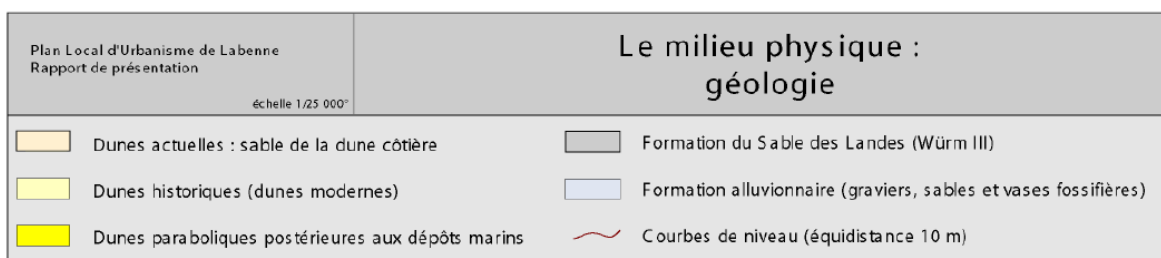 Plan Local d'Urbanisme de Labenne
Rapport de présentation
échelle 1/25 000°
Le milieu physique :
géologie
Dunes actuelles : sable de la dune côtière
Dunes historiques (dunes modernes)
Dunes paraboliques postérieures aux dépôts marins
Formation du Sable des Landes (Würm III)
Formation alluvionnaire (graviers, sables et vases fossifières)
Courbes de niveau (équidistance 10 m)